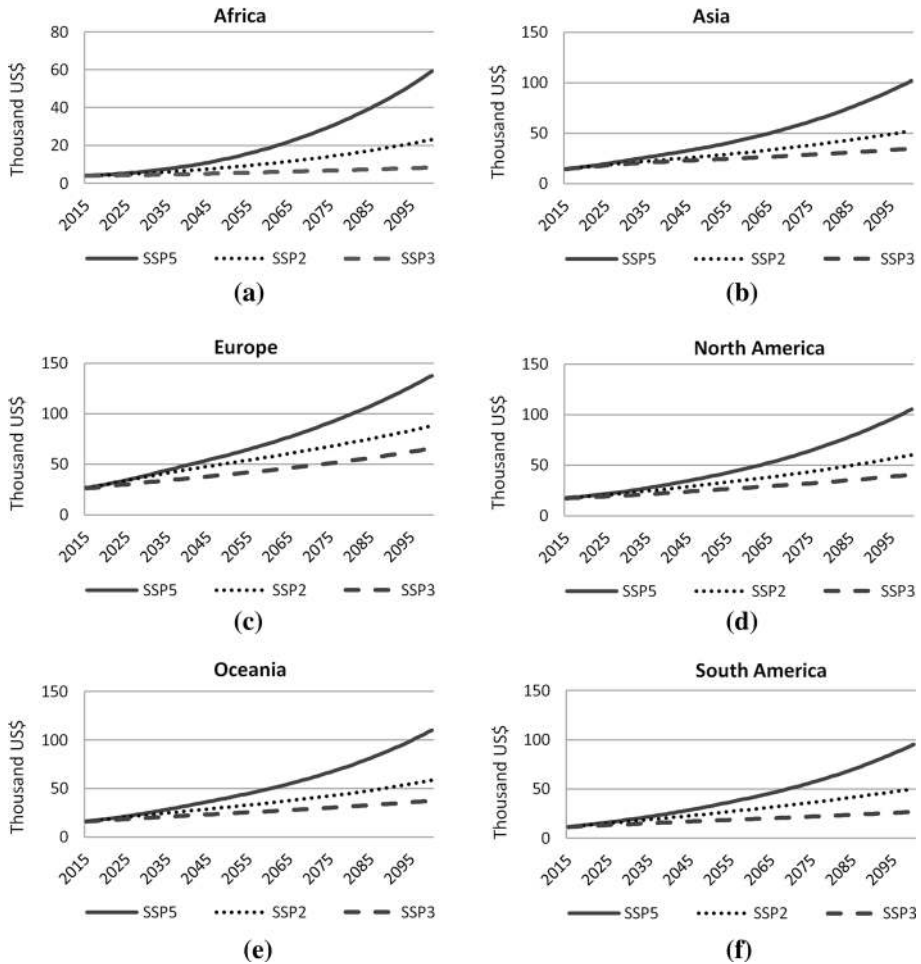 Africa
Thousand US$
80
60
40
20
0
2015 2025 2035 2045 2055 2065 2075 2085 2095
SSP5 SSP2 SSP3
(a)
Asia
Thousand US$
150
100
50
0
2015 2025 2035 2045 2055 2065 2075 2085 2095
SSP5 SSP2 SSP3
(b)
Europe
Thousand US$
150
100
50
0
2015 2025 2035 2045 2055 2065 2075 2085 2095
SSP5 SSP2 SSP3
(c)
North America
Thousand US$
150
100
50
0
2015 2025 2035 2045 2055 2065 2075 2085 2095
SSP5 SSP2 SSP3
(d)
Oceania
Thousand US$
150
100
50
0
2015 2025 2035 2045 2055 2065 2075 2085 2095
SSP5 SSP2 SSP3
(e)
South America
Thousand US$
150
100
50
0
2015 2025 2035 2045 2055 2065 2075 2085 2095
SSP5 SSP2 SSP3
(f)